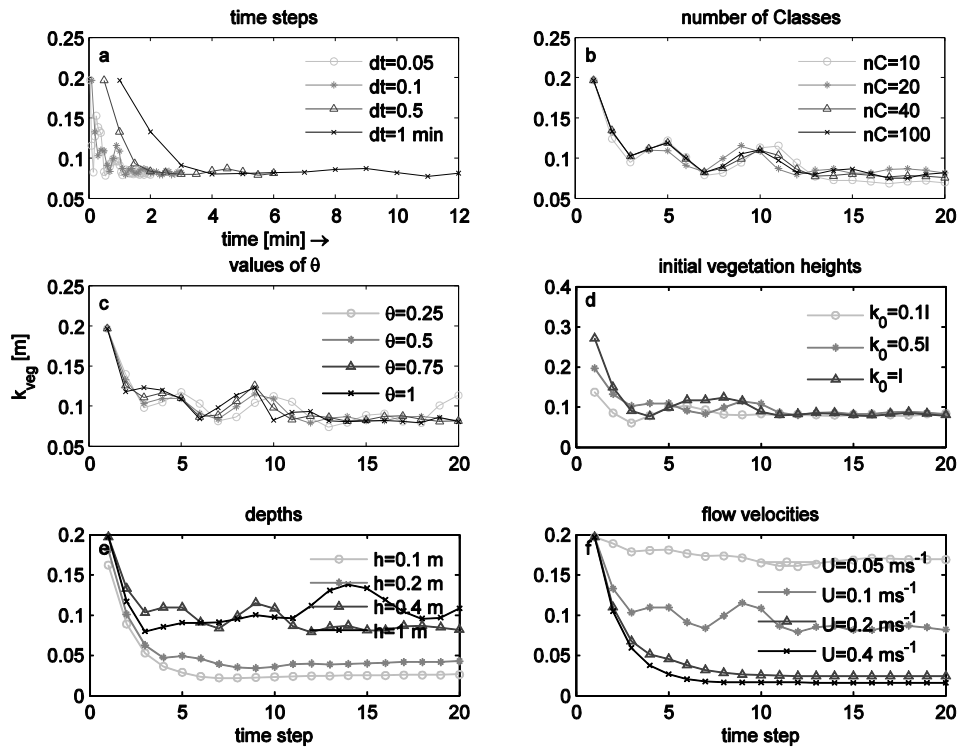 time steps
number of Classes
0.25
a
dt=0.05
0.2
dt=0.1
dt=0.5
0.15
dt=1 min
0.1
0.05
0 2 4 6 8 10 12
time [min] →
0.25
b
nC=10
0.2
nC=20
nC=40
0.15
nC=100
0.1
0.05
0 5 10 15 20
values of θ
initial vegetation heights
0.25
c
θ=0.25
0.2
θ=0.5
θ=0.75
0.15
θ=1
0.1
0.05
0 5 10 15 20
k_veg [m]
0.4
d
k_0=0.1l
0.3
k_0=0.5l
0.2
k_0=l
0.1
0
0 5 10 15 20
depths
flow velocities
0.2
e
h=0.1 m
0.15
h=0.2 m
0.1
h=0.4 m
h=1 m
0.05
0
0 5 10 15 20
time step
0.2
f
U=0.05 ms⁻¹
0.15
U=0.1 ms⁻¹
0.1
U=0.2 ms⁻¹
0.05
U=0.4 ms⁻¹
0
0 5 10 15 20
time step